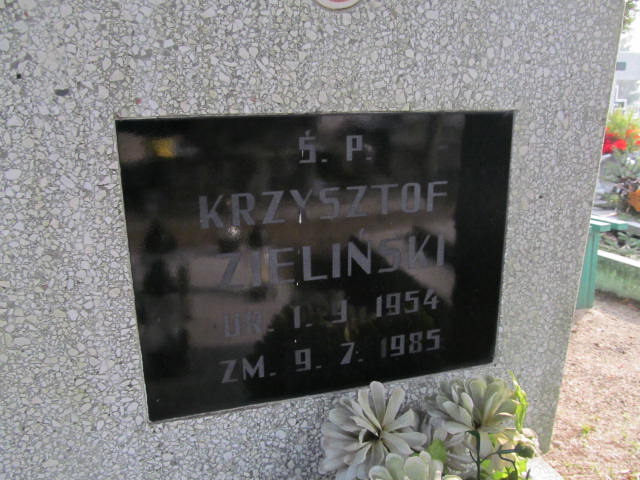 Ś. P.
KRZYSZTOF
ZIELIŃSKI
UR. 1. 9. 1954
ZM. 9. 7. 1985